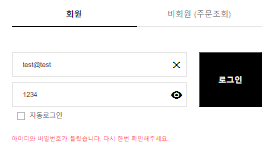 회원
비회원 (주문조회)
test@test
로그인
1234
자동로그인
아이디와 비밀번호가 틀렸습니다. 다시 한번 확인해주세요.